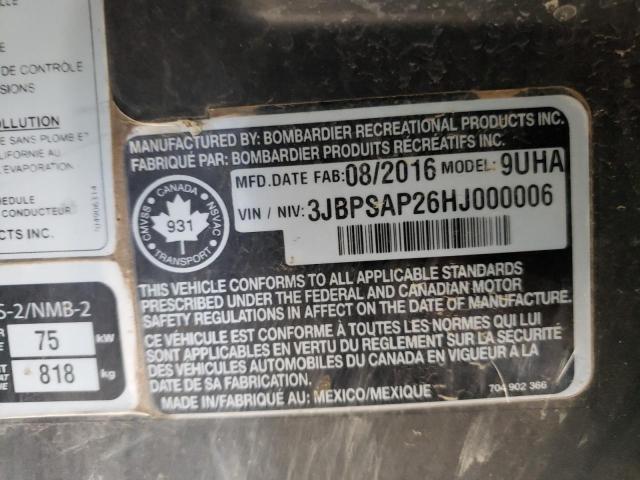 DE CONTRÔLE
SIONS
OLLUTION
SANS PLOMB ET
LIFORNIE AU
ÉVAPORATION
EDULE
CTS INC.
704906314
S-2/NMB-2
75 kW
818 kg
MANUFACTURED BY: BOMBARDIER RECREATIONAL PRODUCTS INC.
FABRIQUÉ PAR: BOMBARDIER PRODUITS RÉCRÉATIFS INC.
MFD.DATE FAB: 08/2016 MODEL: 9UHA
VIN / NIV: 3JBPSAP26HJ000006
CANADA
CMVSS
931
NSVAC
TRANSPORT
THIS VEHICLE CONFORMS TO ALL APPLICABLE STANDARDS
PRESCRIBED UNDER THE FEDERAL AND CANADIAN MOTOR
SAFETY REGULATIONS IN AFFECT ON THE DATE OF MANUFACTURE.
CE VÉHICULE EST CONFORME À TOUTES LES NORMES QUI LUI
SONT APPLICABLES EN VERTU DU REGLEMENT SUR LA SÉCURITÉ
DES VÉHICULES AUTOMOBILES DU CANADA EN VIGUEUR À LA
DATE DE SA FABRICATION.
MADE IN/FABRIQUÉ AU: MEXICO/MEXIQUE
704 902 366